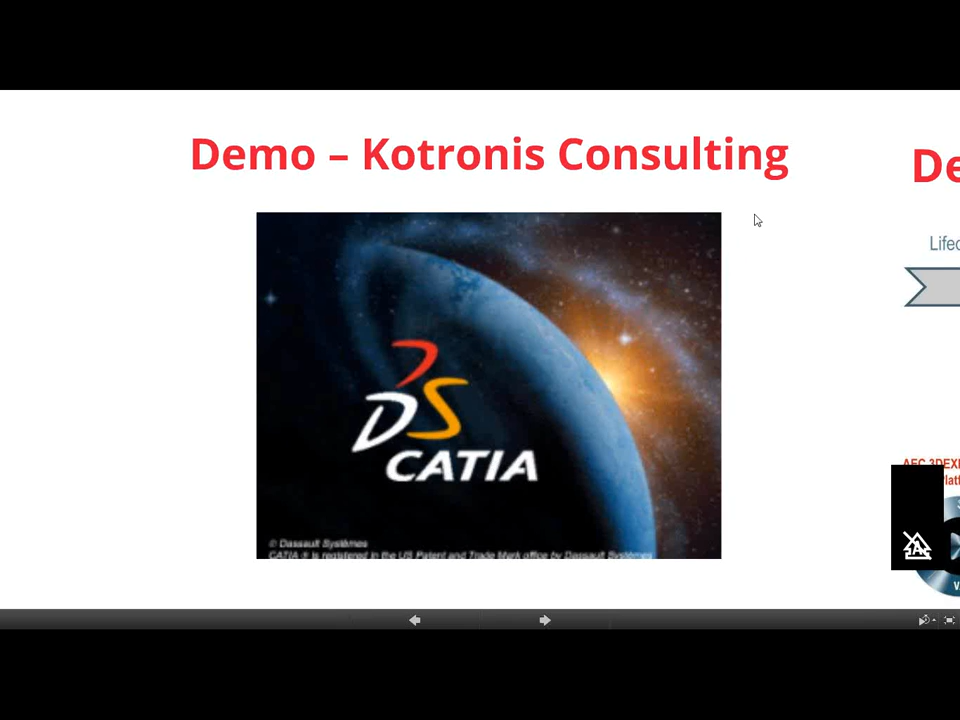 Demo – Kotronis Consulting
De
Lifec
DS
CATIA
© Dassault Systèmes
CATIA ® is registered in the US Patent and Trade Mark office by Dassault Systèmes
AEC 3DEX